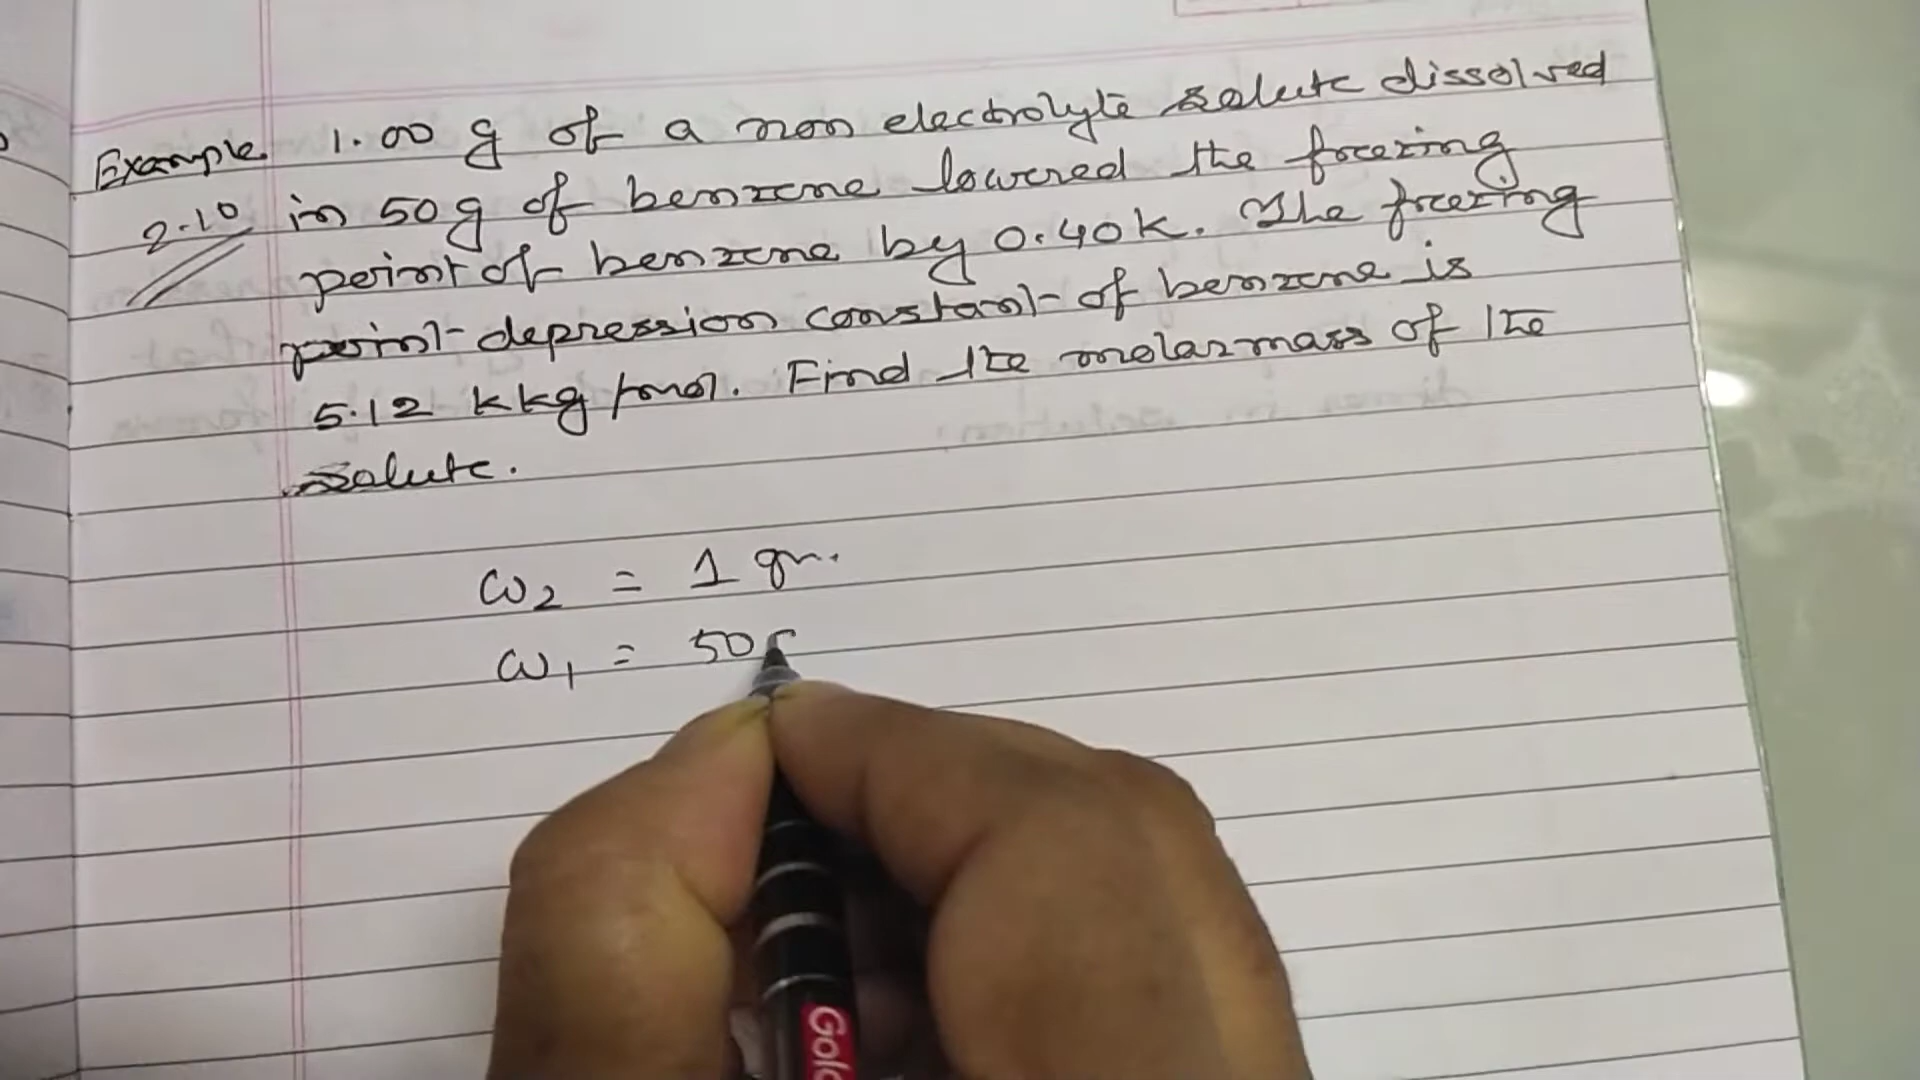 Example 1.00 g of a non electrolyte solute dissolved
2.10 in 50 g of benzene lowered the freezing
point of benzene by 0.40 K. The freezing
point depression constant of benzene is
5.12 K kg/mol. Find the molar mass of the
solute.
ω2 = 1 gm.
ω1 = 50
Gold